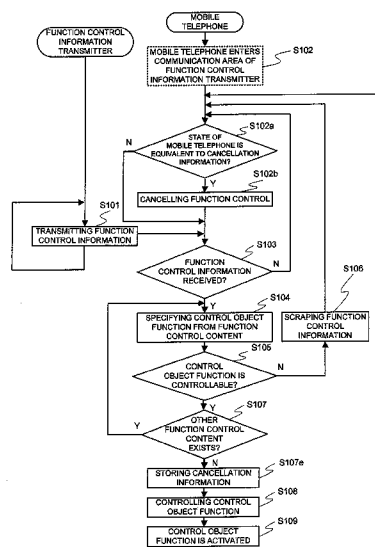 FUNCTION CONTROL
INFORMATION
TRANSMITTER
MOBILE
TELEPHONE
S102
MOBILE TELEPHONE ENTERS
COMMUNICATION AREA OF
FUNCTION CONTROL
INFORMATION TRANSMITTER
S102a
N
STATE OF
MOBILE TELEPHONE IS
EQUIVALENT TO CANCELLATION
INFORMATION?
Y
S102b
CANCELLING FUNCTION CONTROL
S101
TRANSMITTING FUNCTION
CONTROL INFORMATION
S103
FUNCTION
CONTROL INFORMATION
RECEIVED?
N
Y
S104
SPECIFYING CONTROL OBJECT
FUNCTION FROM FUNCTION
CONTROL CONTENT
S106
SCRAPING FUNCTION
CONTROL
INFORMATION
S105
CONTROL
OBJECT FUNCTION IS
CONTROLLABLE?
N
Y
S107
Y
OTHER
FUNCTION CONTROL
CONTENT
EXISTS?
N
S107e
STORING CANCELLATION
INFORMATION
S108
CONTROLLING CONTROL
OBJECT FUNCTION
S109
CONTROL OBJECT
FUNCTION IS ACTIVATED